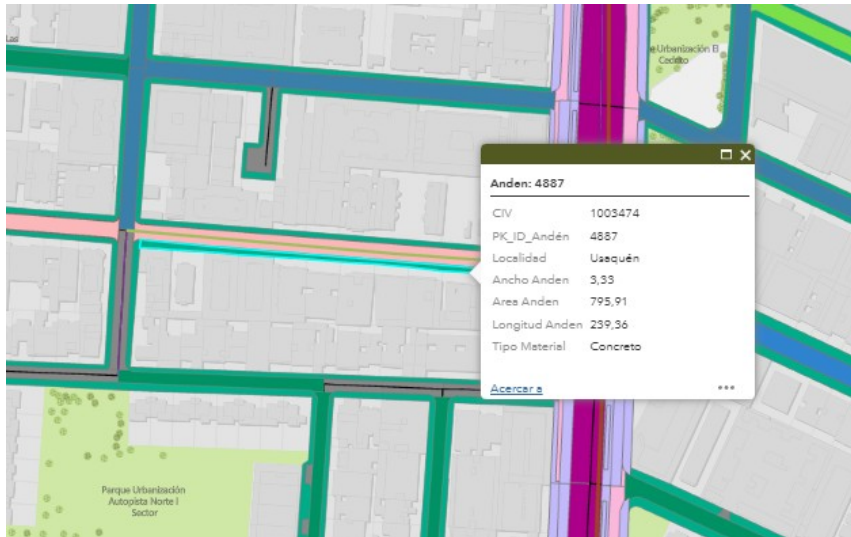 Urbanización El
Cedrito
Anden: 4887
CIV 1003474
PK_ID_Andén 4887
Localidad Usaquén
Ancho Anden 3,33
Area Anden 795,91
Longitud Anden 239,36
Tipo Material Concreto
Acercar a
Parque Urbanización
Autopista Norte I
Sector